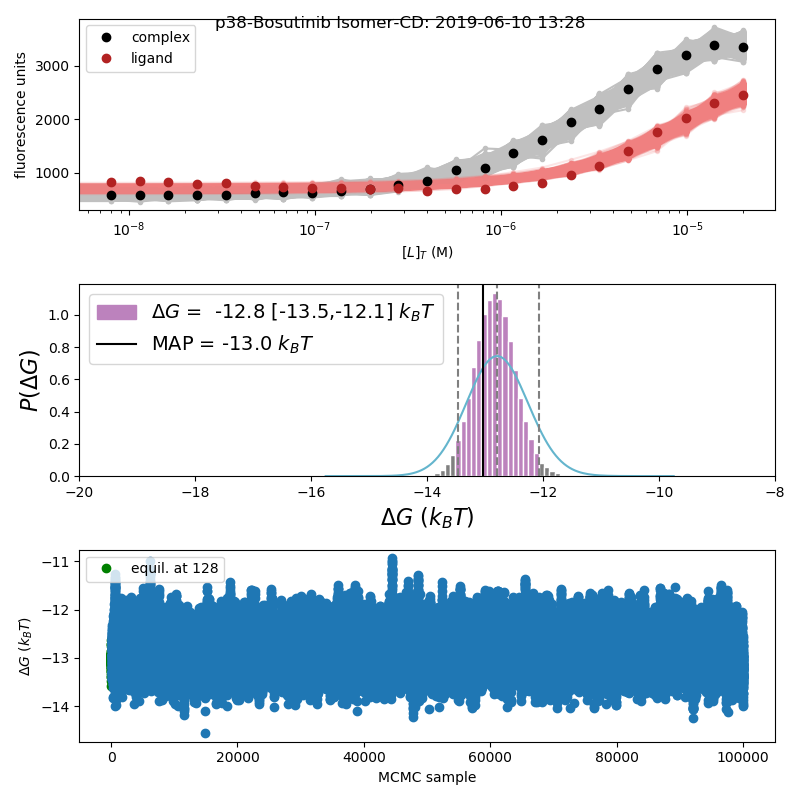 p38-Bosutinib Isomer-CD: 2019-06-10 13:28
complex
ligand
fluorescence units
3000
2000
1000
10⁻⁸ 10⁻⁷ 10⁻⁶ 10⁻⁵
[L]_T (M)
ΔG = -12.8 [-13.5,-12.1] k_BT
MAP = -13.0 k_BT
P(ΔG)
1.0
0.8
0.6
0.4
0.2
0.0
−20 −18 −16 −14 −12 −10 −8
ΔG (k_BT)
equil. at 128
ΔG (k_BT)
−11
−12
−13
−14
0 20000 40000 60000 80000 100000
MCMC sample